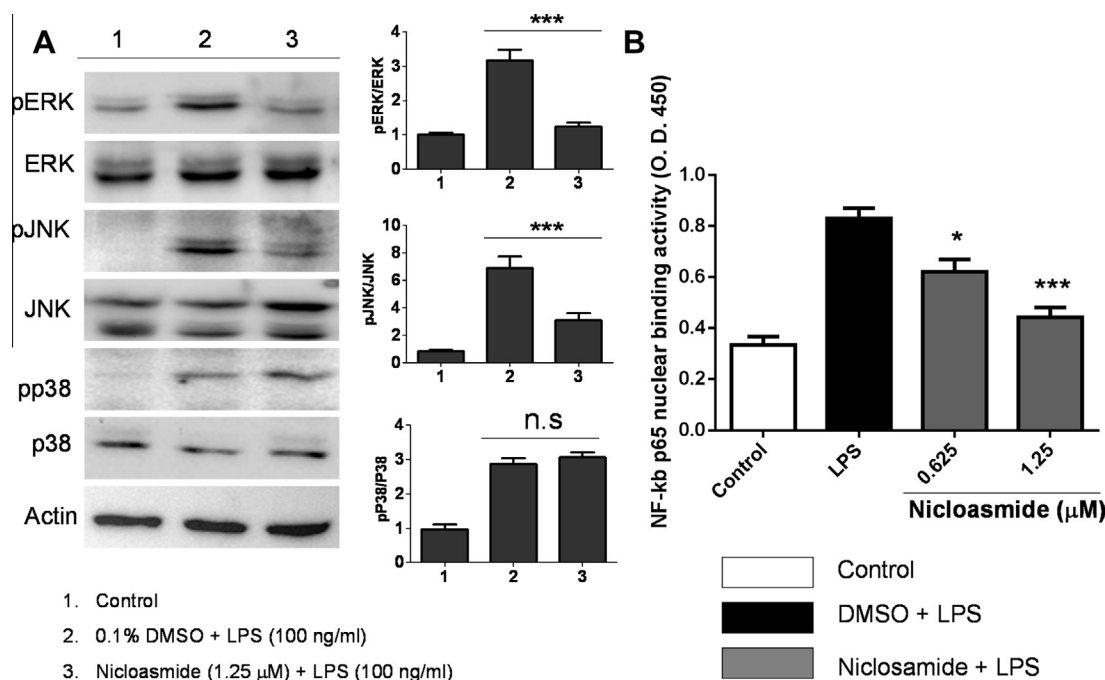 A
1 2 3
pERK
ERK
pJNK
JNK
pp38
p38
Actin
1. Control
2. 0.1% DMSO + LPS (100 ng/ml)
3. Nicloasmide (1.25 μM) + LPS (100 ng/ml)
***
pERK/ERK
4
3
2
1
0
1 2 3
***
pJNK/JNK
10
8
6
4
2
0
1 2 3
n.s
pP38/P38
4
3
2
1
0
1 2 3
B
NF-kb p65 nuclear binding activity (O. D. 450)
0.8
0.6
0.4
0.2
0.0
*
***
Control
LPS
0.625
1.25
Nicloasmide (μM)
Control
DMSO + LPS
Niclosamide + LPS